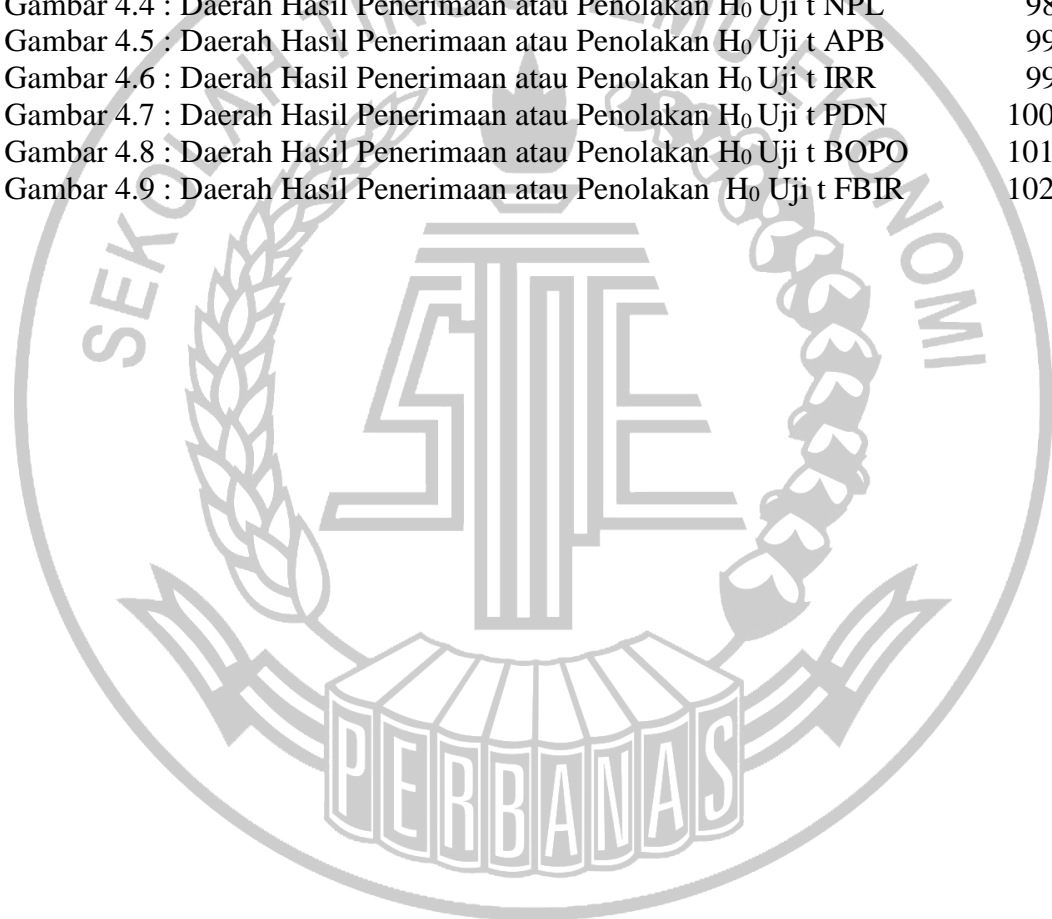 Gambar 4.4 : Daerah Hasil Penerimaan atau Penolakan H0 Uji t NPL 98
Gambar 4.5 : Daerah Hasil Penerimaan atau Penolakan H0 Uji t APB 99
Gambar 4.6 : Daerah Hasil Penerimaan atau Penolakan H0 Uji t IRR 99
Gambar 4.7 : Daerah Hasil Penerimaan atau Penolakan H0 Uji t PDN 100
Gambar 4.8 : Daerah Hasil Penerimaan atau Penolakan H0 Uji t BOPO 101
Gambar 4.9 : Daerah Hasil Penerimaan atau Penolakan H0 Uji t FBIR 102
SEKOLAH EKONOMI
STIE
PERBANAS